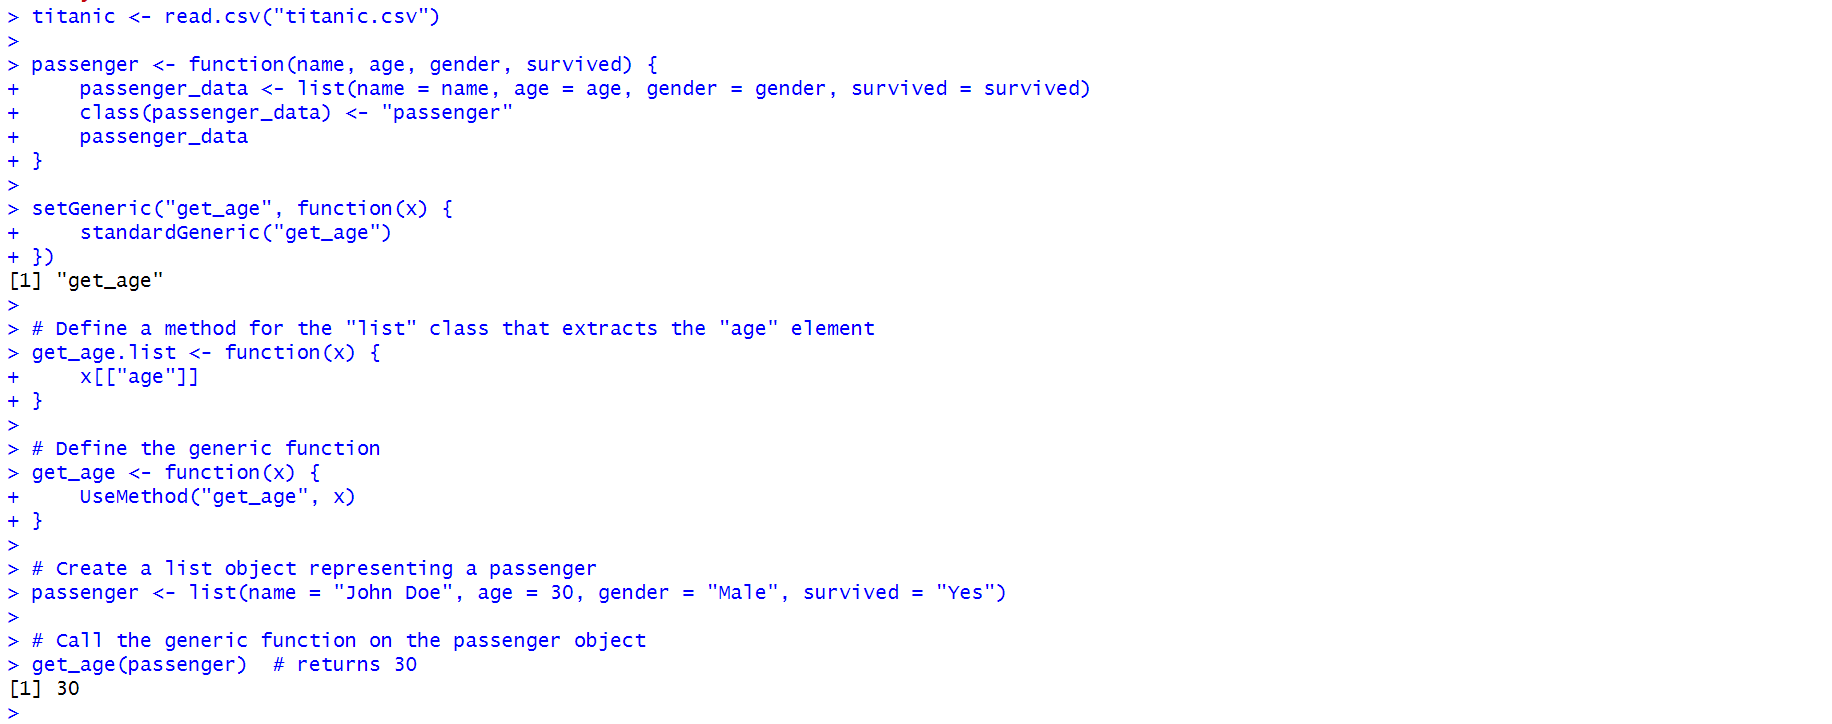 > titanic <- read.csv("titanic.csv")
>
> passenger <- function(name, age, gender, survived) {
+     passenger_data <- list(name = name, age = age, gender = gender, survived = survived)
+     class(passenger_data) <- "passenger"
+     passenger_data
+ }
>
> setGeneric("get_age", function(x) {
+     standardGeneric("get_age")
+ })
[1] "get_age"
>
> # Define a method for the "list" class that extracts the "age" element
> get_age.list <- function(x) {
+     x[["age"]]
+ }
>
> # Define the generic function
> get_age <- function(x) {
+     UseMethod("get_age", x)
+ }
>
> # Create a list object representing a passenger
> passenger <- list(name = "John Doe", age = 30, gender = "Male", survived = "Yes")
>
> # Call the generic function on the passenger object
> get_age(passenger)  # returns 30
[1] 30
>